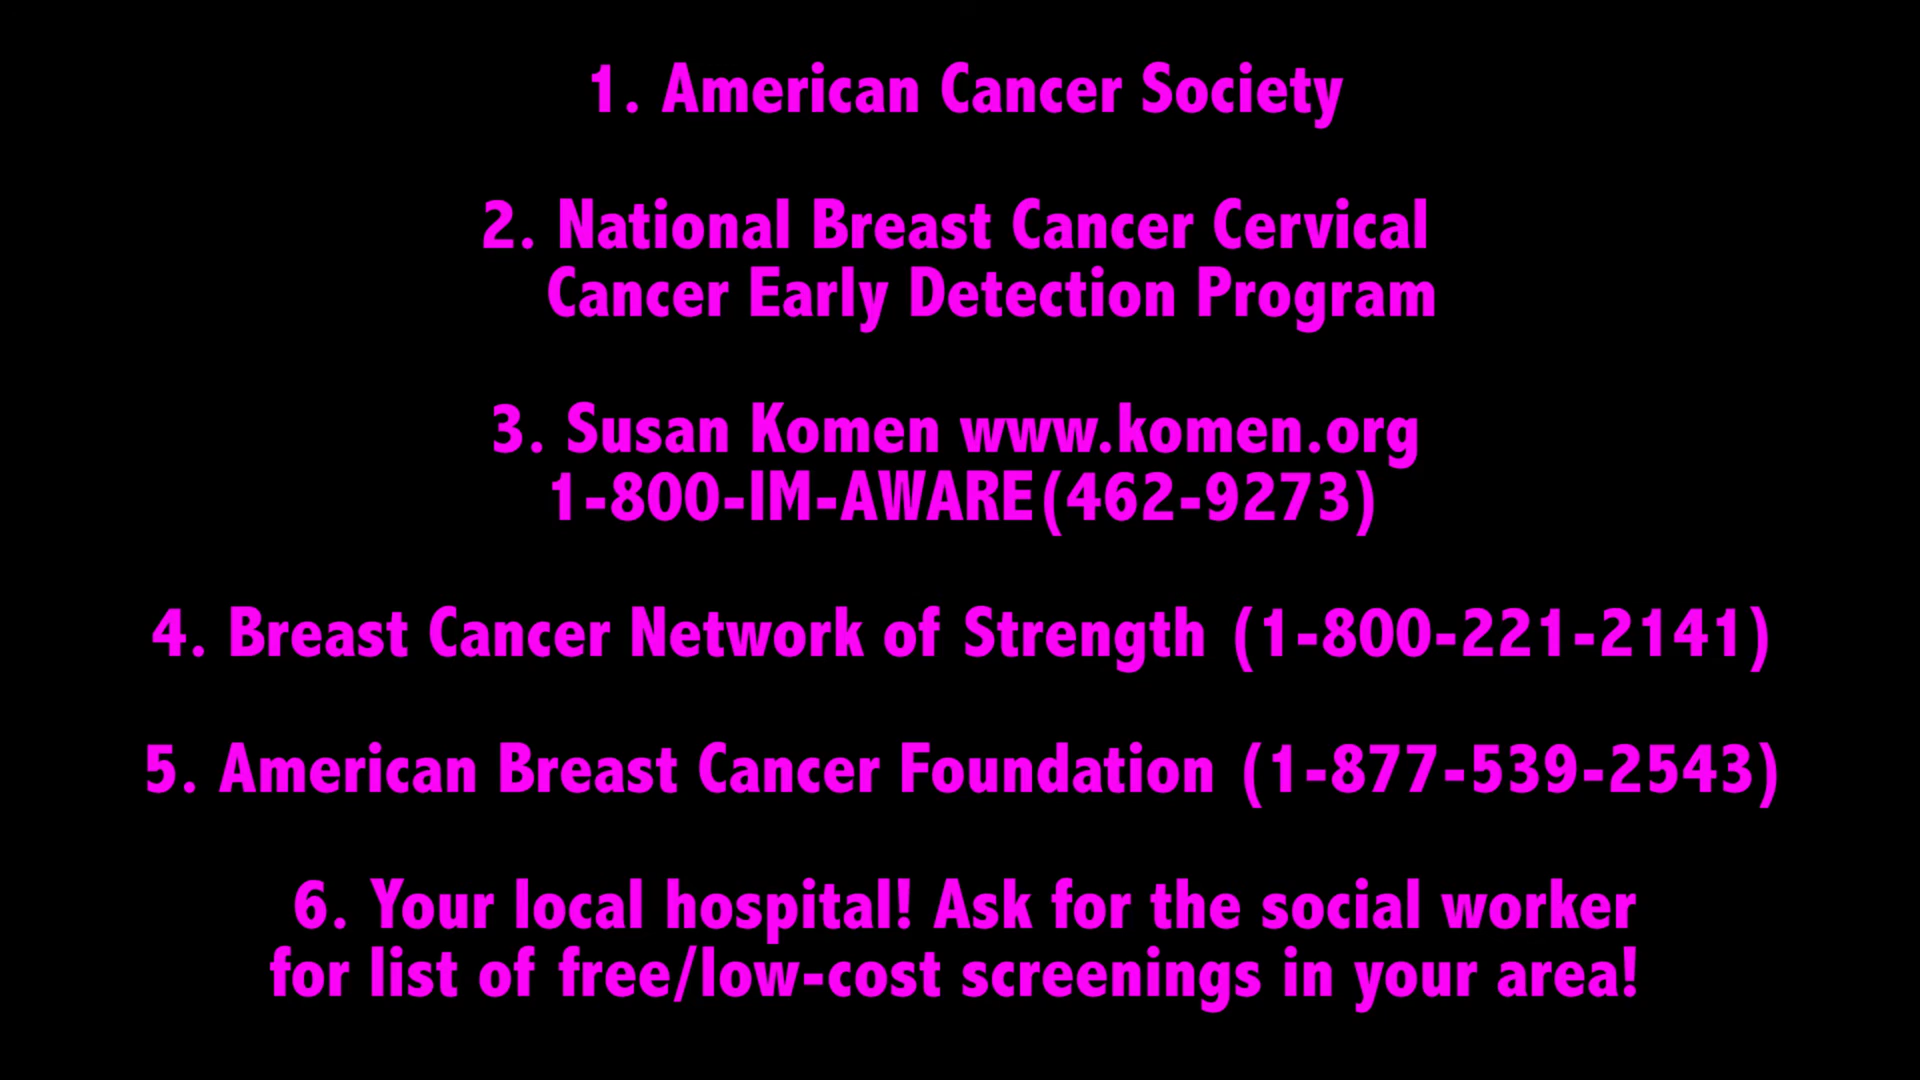 1. American Cancer Society
2. National Breast Cancer Cervical
Cancer Early Detection Program
3. Susan Komen www.komen.org
1-800-IM-AWARE(462-9273)
4. Breast Cancer Network of Strength (1-800-221-2141)
5. American Breast Cancer Foundation (1-877-539-2543)
6. Your local hospital! Ask for the social worker
for list of free/low-cost screenings in your area!